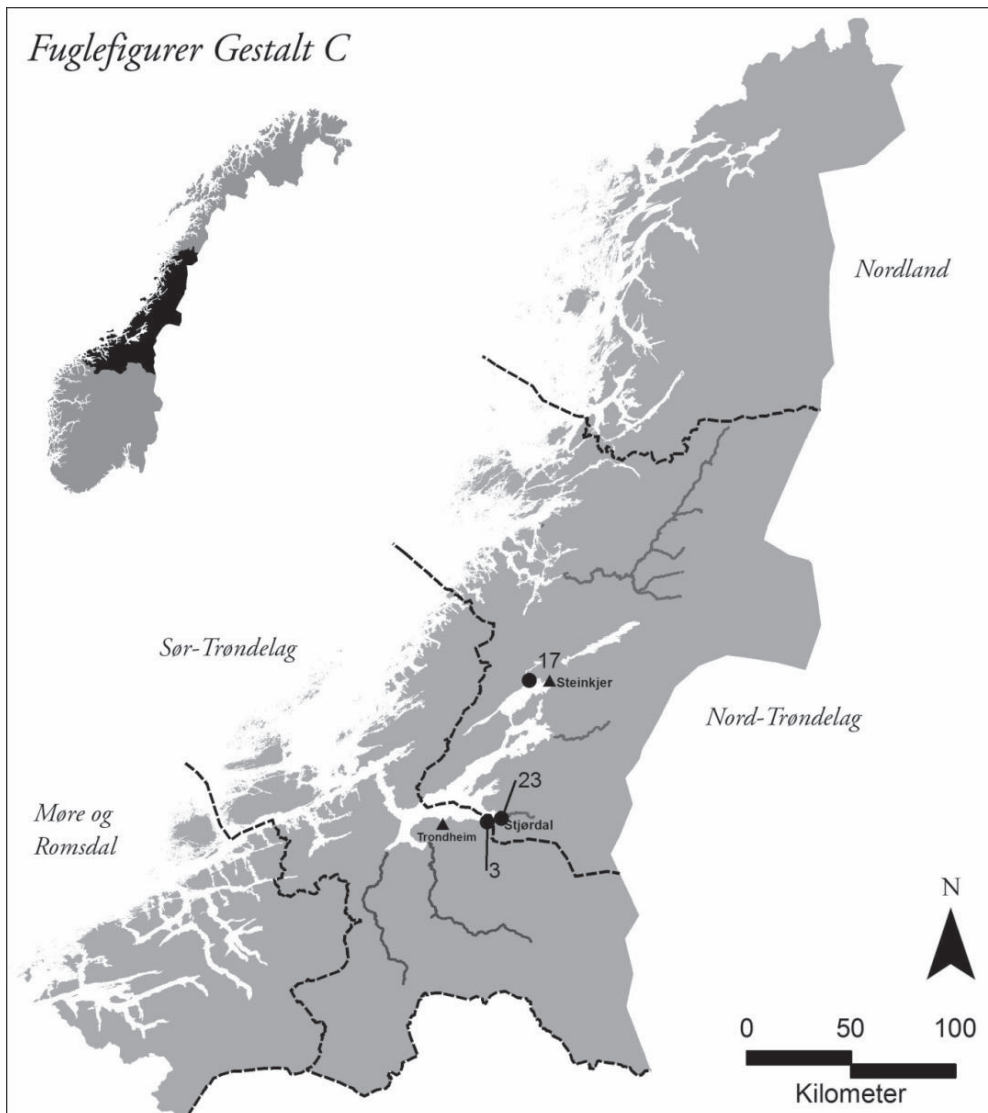 Fuglefigurer Gestalt C
Nordland
Sør-Trøndelag
17
Steinkjer
Nord-Trøndelag
23
Møre og
Romsdal
Trondheim
Stjørdal
3
N
0 50 100
Kilometer